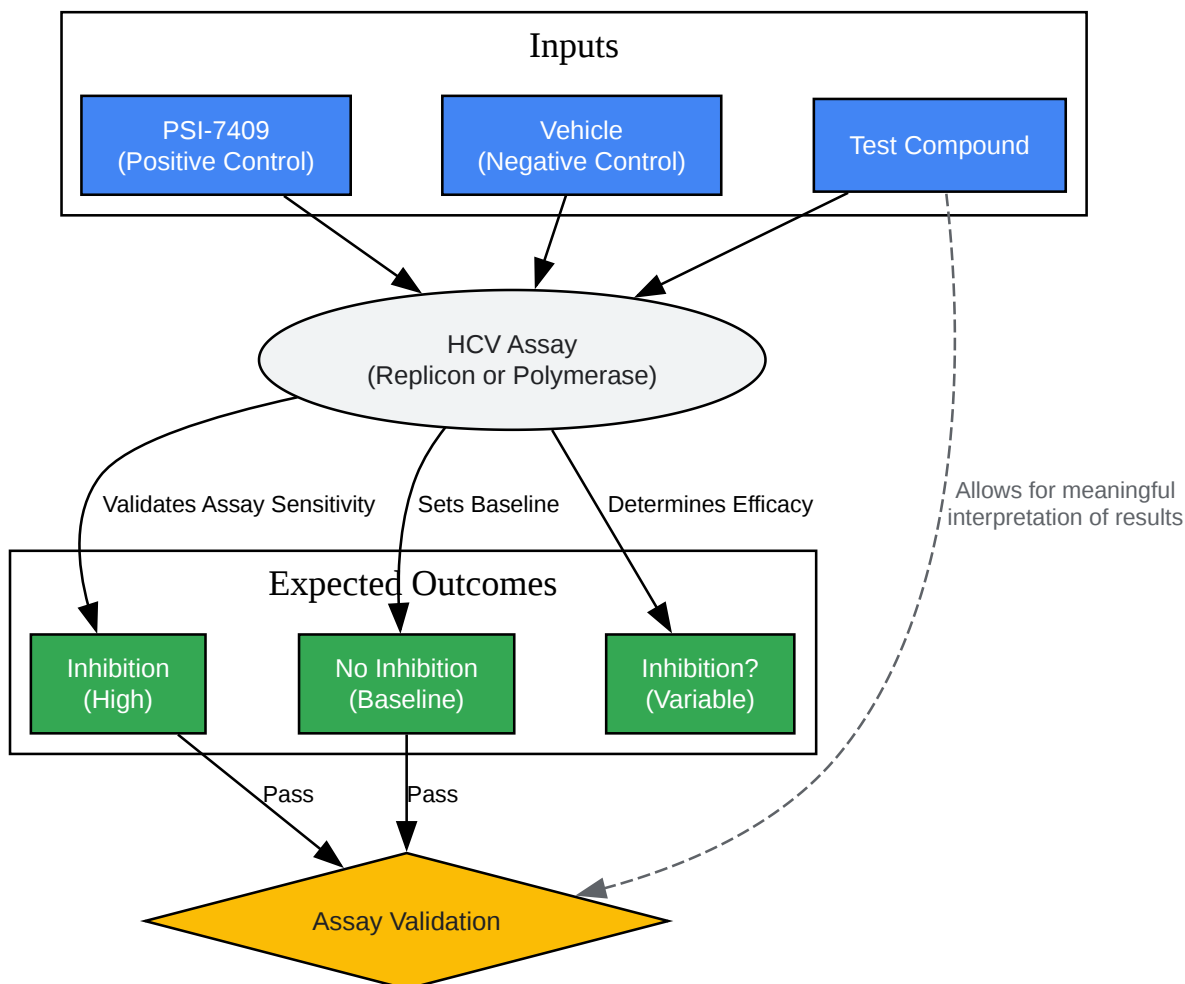 Inputs
PSI-7409
(Positive Control)
Vehicle
(Negative Control)
Test Compound
HCV Assay
(Replicon or Polymerase)
Validates Assay Sensitivity
Sets Baseline
Determines Efficacy
Allows for meaningful
interpretation of results
Expected Outcomes
Inhibition
(High)
No Inhibition
(Baseline)
Inhibition?
(Variable)
Pass
Pass
Assay Validation